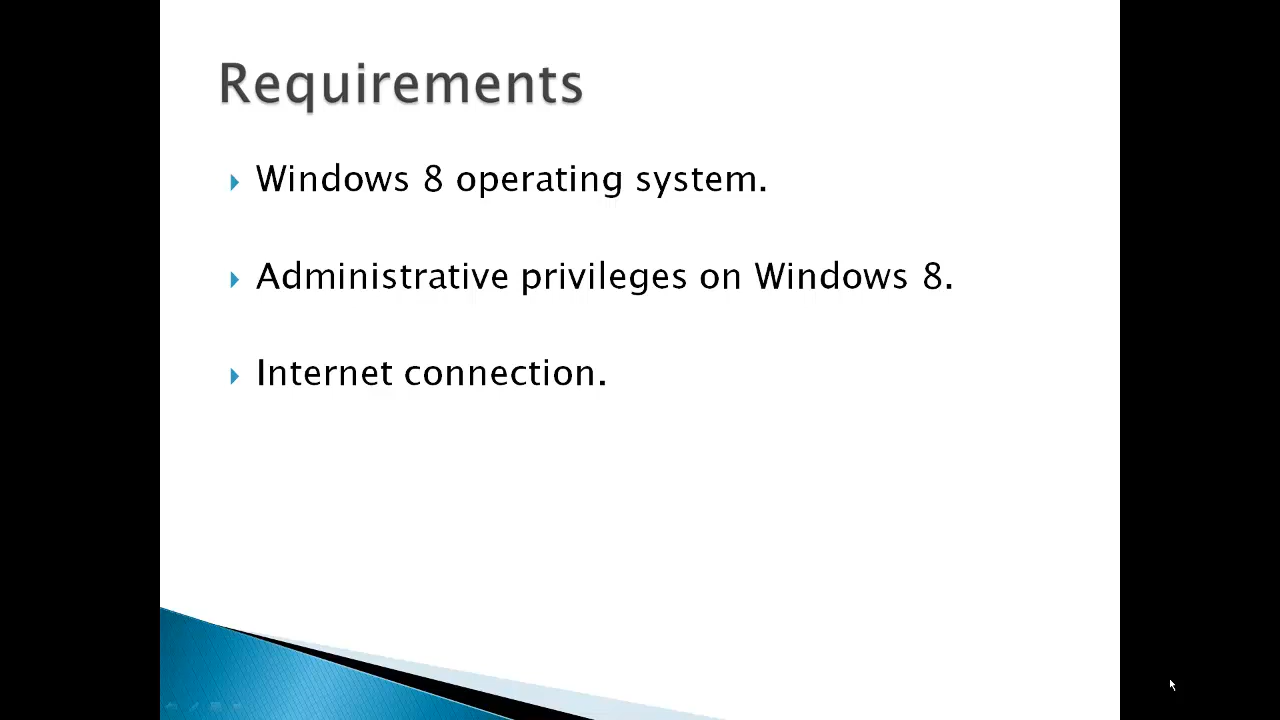 Requirements
Windows 8 operating system.
Administrative privileges on Windows 8.
Internet connection.